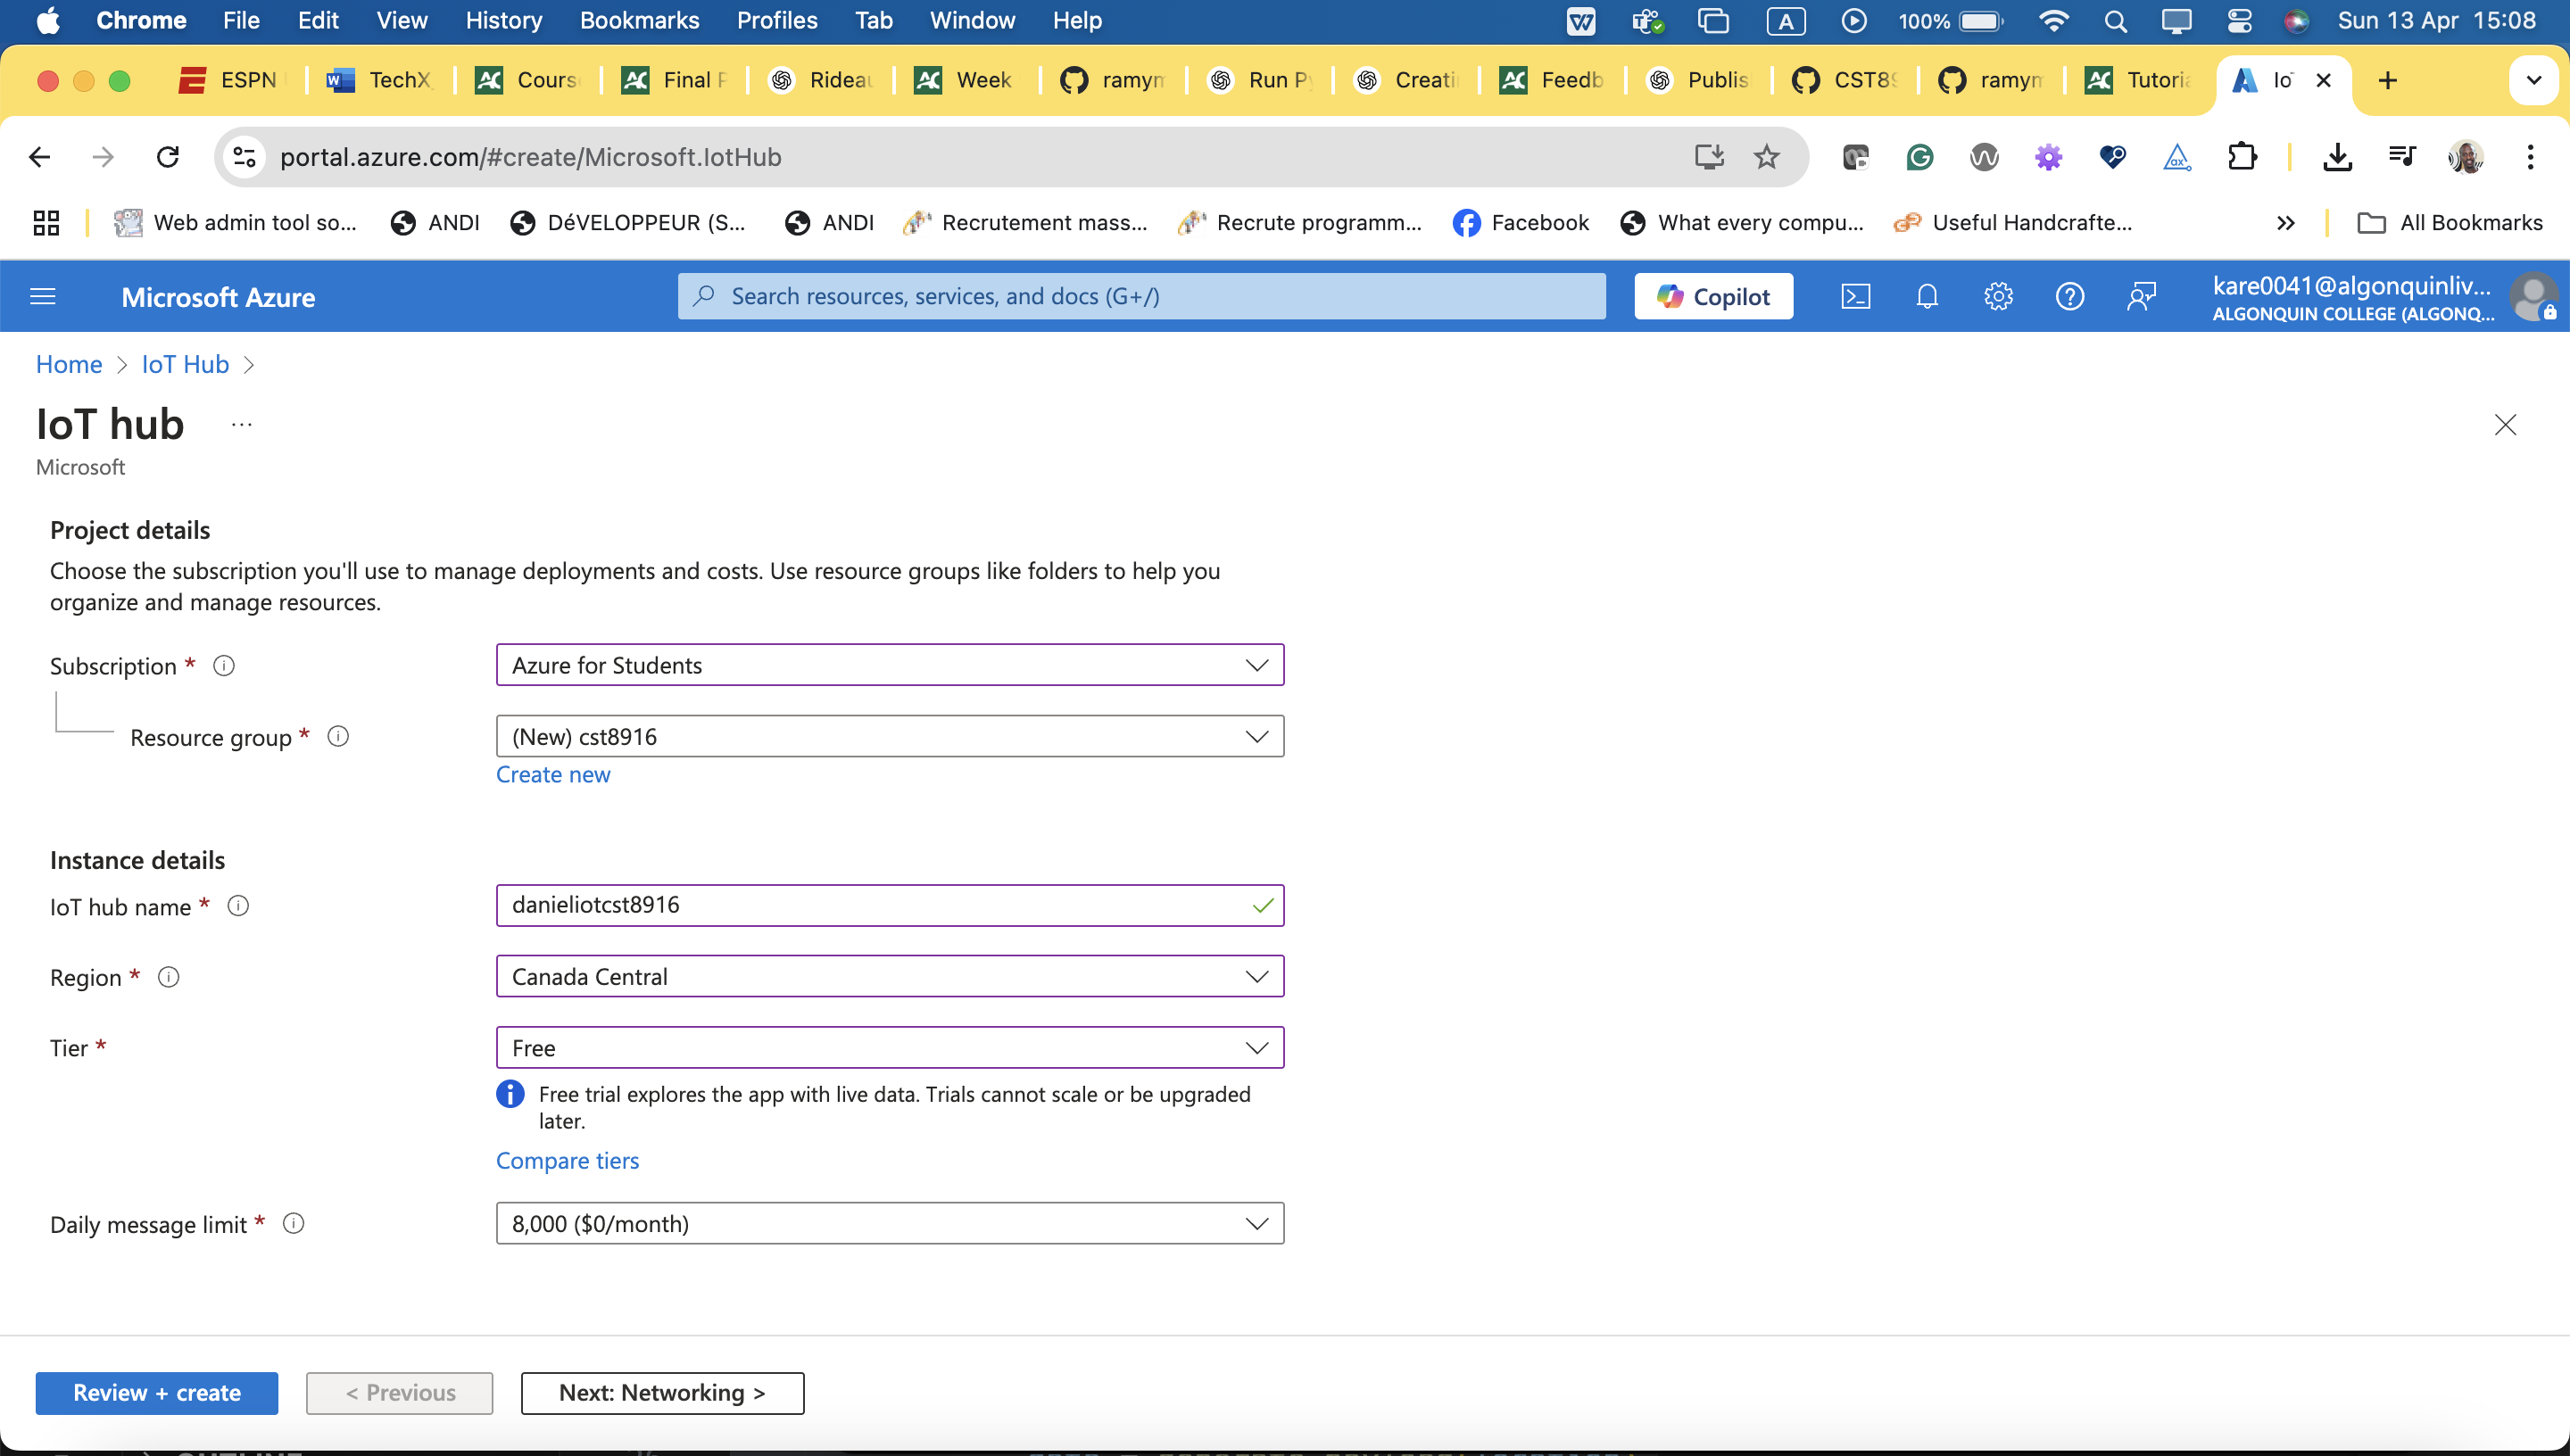 Chrome File Edit View History Bookmarks Profiles Tab Window Help A 100% Sun 13 Apr 15:08
ESPN TechX Cours Final P Rideau Week ramym Run Py Creati Feedb Publis CST89 ramym Tutoria Io
portal.azure.com/#create/Microsoft.IotHub
Web admin tool so... ANDI DéVELOPPEUR (S... ANDI Recrutement mass... Recrute programm... Facebook What every compu... Useful Handcrafte... All Bookmarks
Microsoft Azure Search resources, services, and docs (G+/) Copilot kare0041@algonquinliv...
ALGONQUIN COLLEGE (ALGONQ...
Home > IoT Hub >
IoT hub ...
Microsoft
Project details
Choose the subscription you'll use to manage deployments and costs. Use resource groups like folders to help you
organize and manage resources.
Subscription * Azure for Students
Resource group * (New) cst8916
Create new
Instance details
IoT hub name * danieliotcst8916
Region * Canada Central
Tier * Free
Free trial explores the app with live data. Trials cannot scale or be upgraded
later.
Compare tiers
Daily message limit * 8,000 ($0/month)
Review + create < Previous Next: Networking >